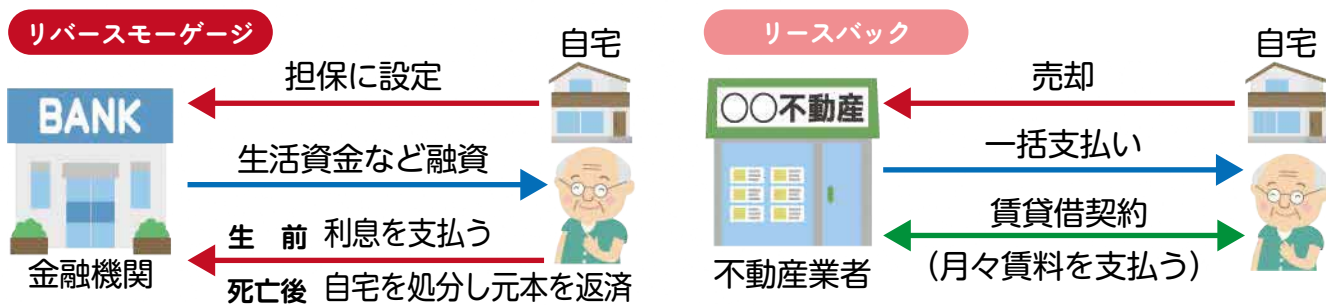 リバースモーゲージ
自宅
担保に設定
BANK
生活資金など融資
生 前 利息を支払う
金融機関
死亡後 自宅を処分し元本を返済
リースバック
自宅
売却
〇〇不動産
一括支払い
賃貸借契約
不動産業者
(月々賃料を支払う)